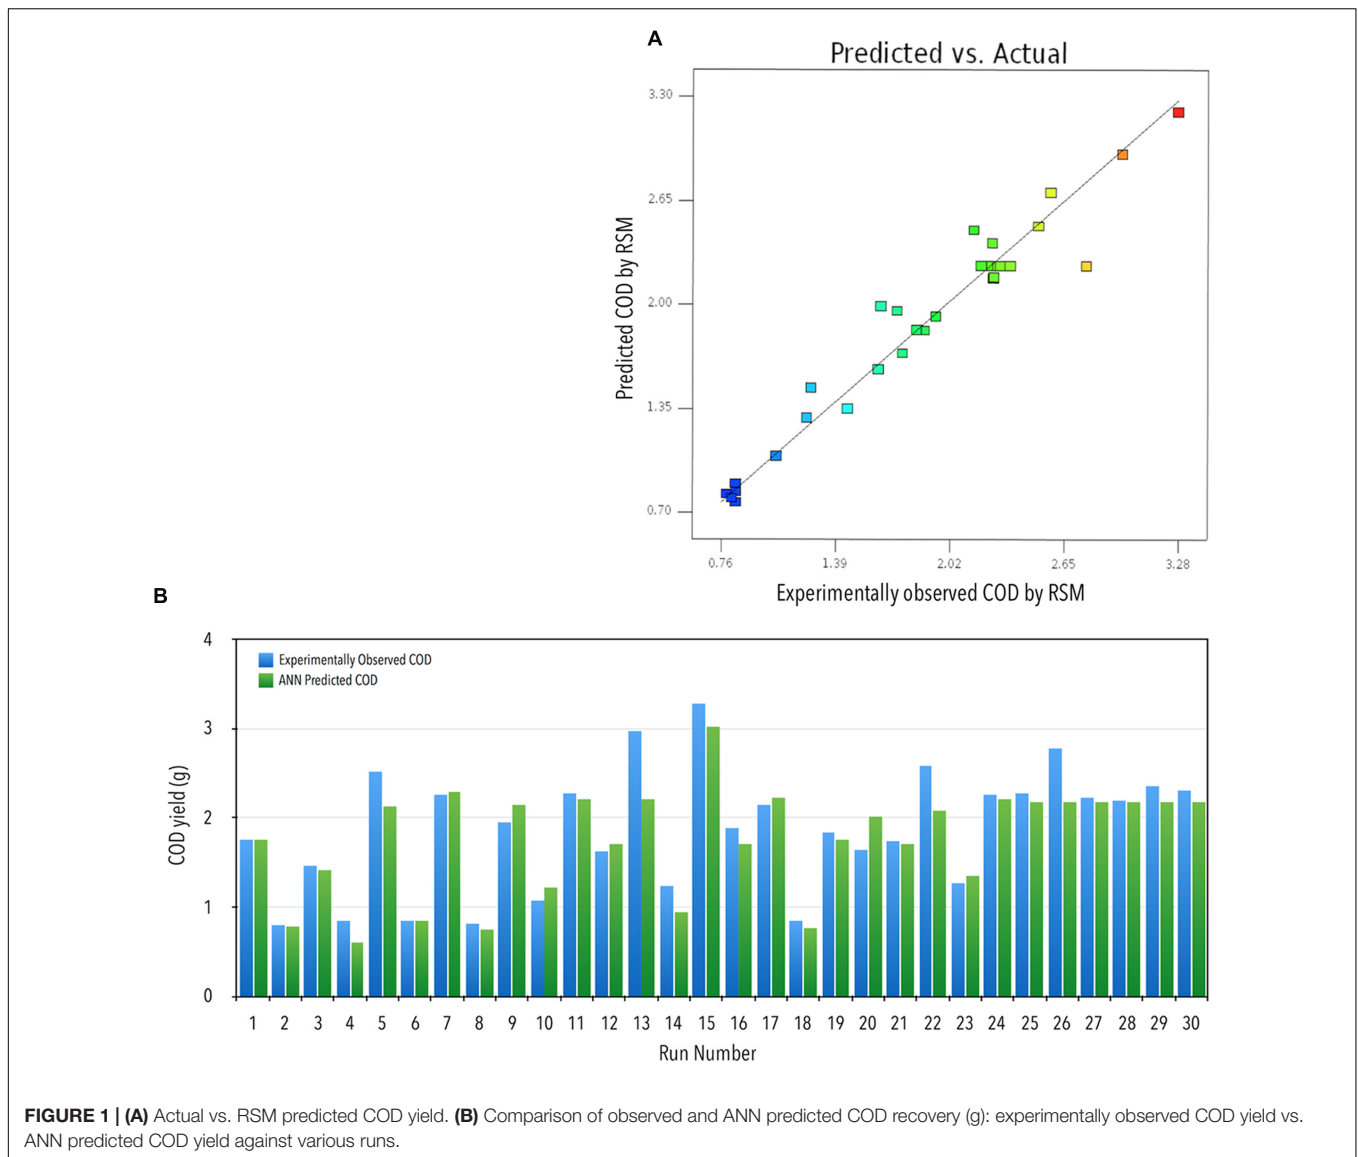 A
Predicted vs. Actual
3.30
2.65
2.00
1.35
0.70
Predicted COD by RSM
0.76 1.39 2.02 2.65 3.28
Experimentally observed COD by RSM
B
4
3
2
1
0
COD yield (g)
Experimentally Observed COD
ANN Predicted COD
1 2 3 4 5 6 7 8 9 10 11 12 13 14 15 16 17 18 19 20 21 22 23 24 25 26 27 28 29 30
Run Number
FIGURE 1 | (A) Actual vs. RSM predicted COD yield. (B) Comparison of observed and ANN predicted COD recovery (g): experimentally observed COD yield vs.
ANN predicted COD yield against various runs.